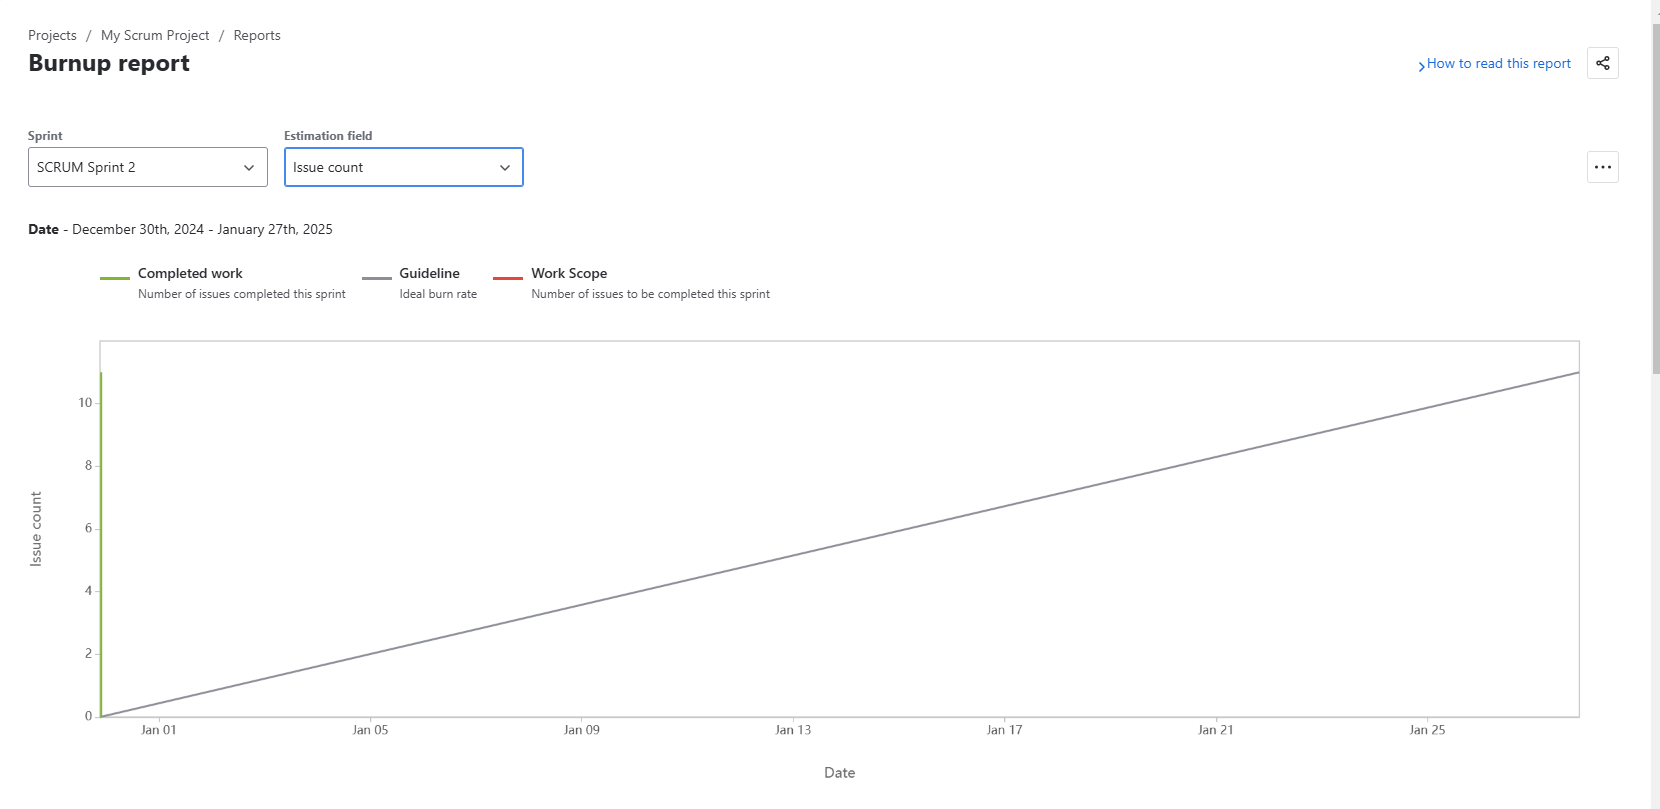 Projects / My Scrum Project / Reports
Burnup report
How to read this report
Sprint
Estimation field
SCRUM Sprint 2
Issue count
Date - December 30th, 2024 - January 27th, 2025
Completed work
Number of issues completed this sprint
Guideline
Ideal burn rate
Work Scope
Number of issues to be completed this sprint
Issue count
10
8
6
4
2
0
Jan 01 Jan 05 Jan 09 Jan 13 Jan 17 Jan 21 Jan 25
Date